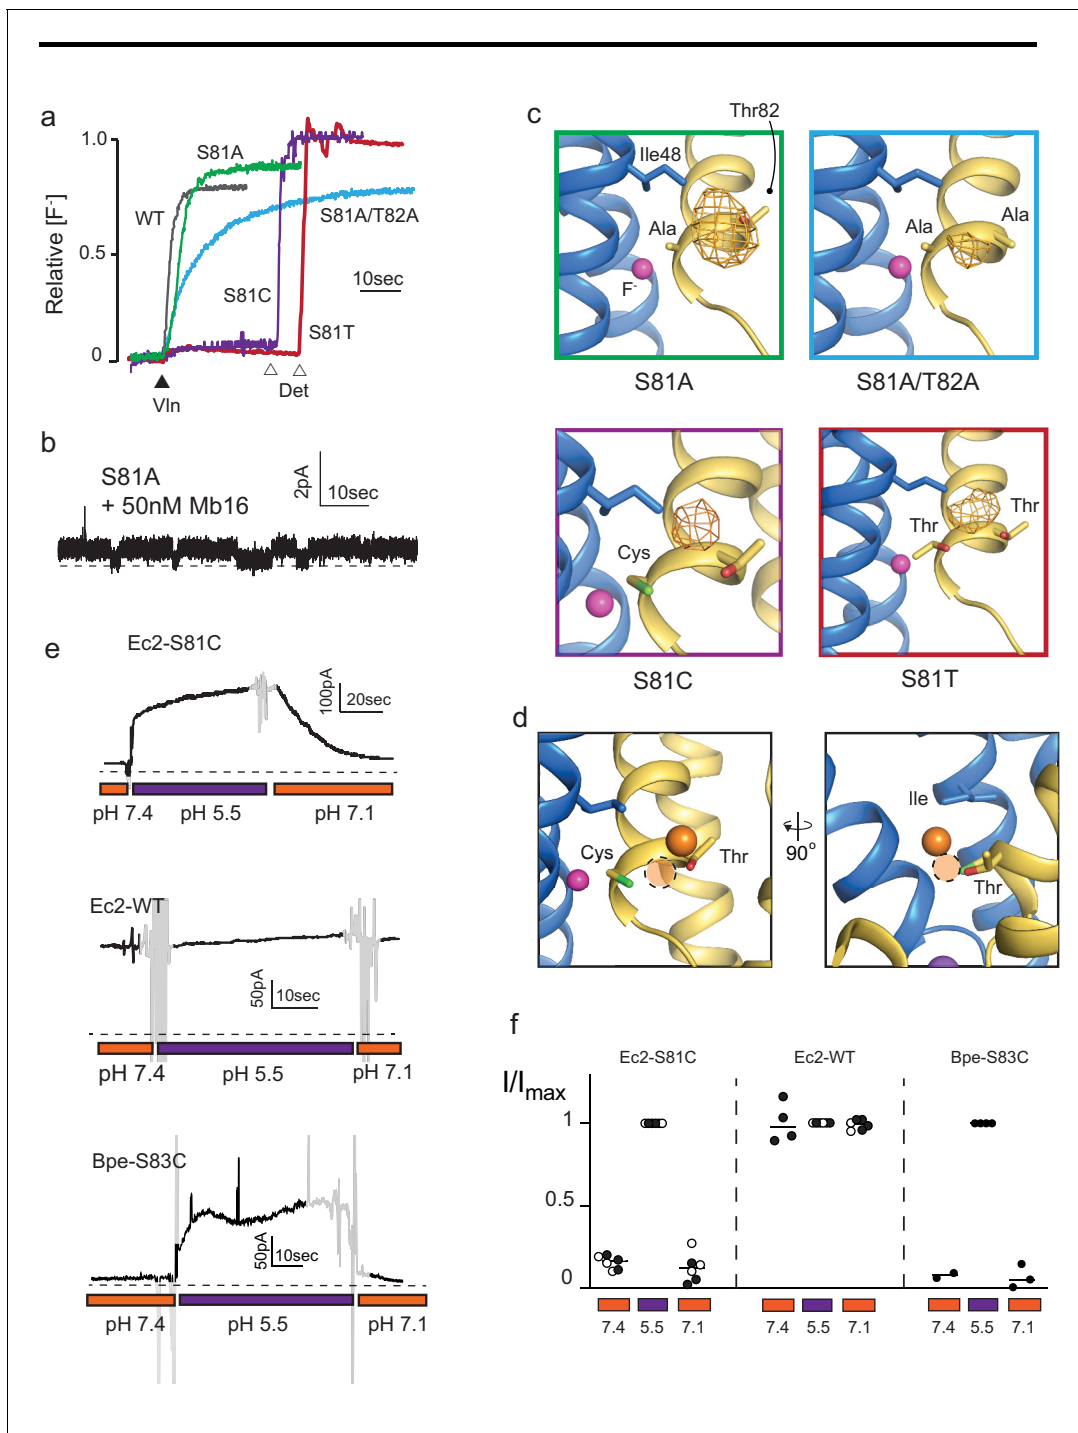 a
1.0
0.5
0
Relative [F-]
S81A
WT
S81A/T82A
S81C
S81T
10sec
Vln
Det
b
S81A
+ 50nM Mb16
2pA
10sec
c
Thr82
Ile48
Ala
F-
S81A
Ala
Ala
S81A/T82A
Cys
S81C
Thr
Thr
S81T
d
Cys
Thr
90°
Ile
Thr
e
Ec2-S81C
100pA
20sec
pH 7.4
pH 5.5
pH 7.1
Ec2-WT
50pA
10sec
pH 7.4
pH 5.5
pH 7.1
Bpe-S83C
50pA
10sec
pH 7.4
pH 5.5
pH 7.1
f
Ec2-S81C
Ec2-WT
Bpe-S83C
I/Imax
1
0.5
0
7.4 5.5 7.1
7.4 5.5 7.1
7.4 5.5 7.1